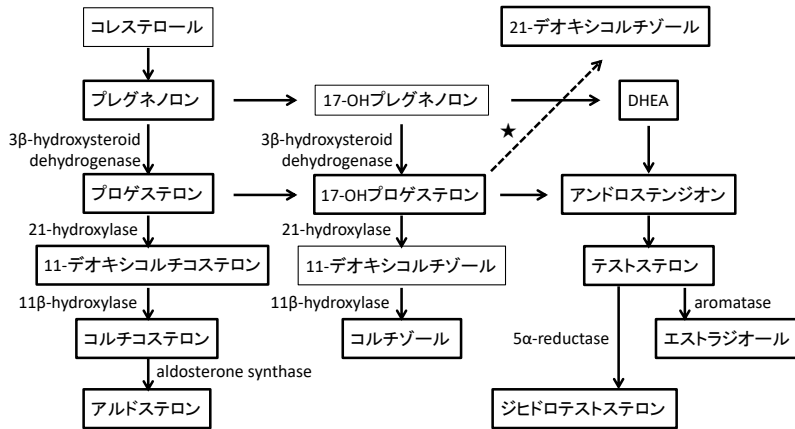 コレステロール
21-デオキシコルチゾール
プレグネノロン
17-OHプレグネノロン
DHEA
★
3β-hydroxysteroid
dehydrogenase
3β-hydroxysteroid
dehydrogenase
プロゲステロン
17-OHプロゲステロン
アンドロステンジオン
21-hydroxylase
21-hydroxylase
11-デオキシコルチコステロン
11-デオキシコルチゾール
テストステロン
11β-hydroxylase
11β-hydroxylase
aromatase
コルチコステロン
コルチゾール
5α-reductase
エストラジオール
aldosterone synthase
アルドステロン
ジヒドロテストステロン